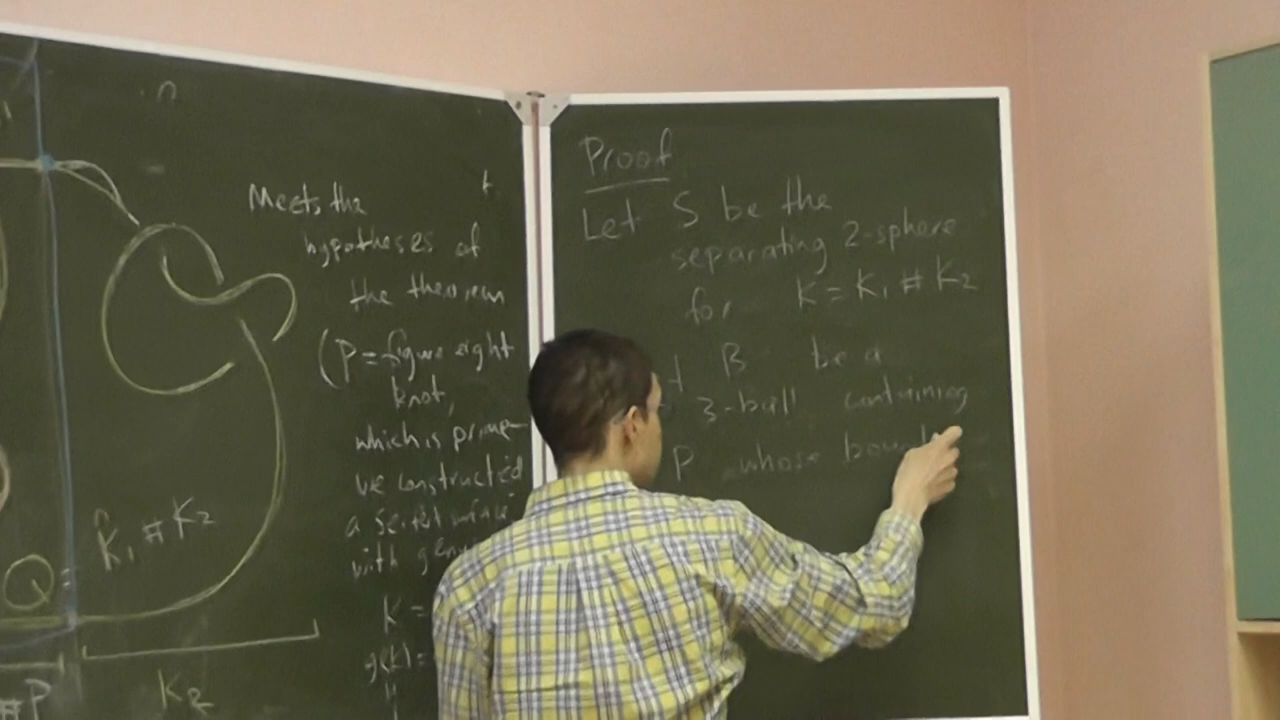 Meets the
hypotheses of
the theorem
(P = figure eight
knot,
which is prime-
we constructed
a Seifert surface
with genu
K =
g(K) =
K₁ # K₂
Q
#P
K₂
Proof
Let S be the
separating 2-sphere
for K = K₁ # K₂
t B be a
3-ball containing
P whose bound